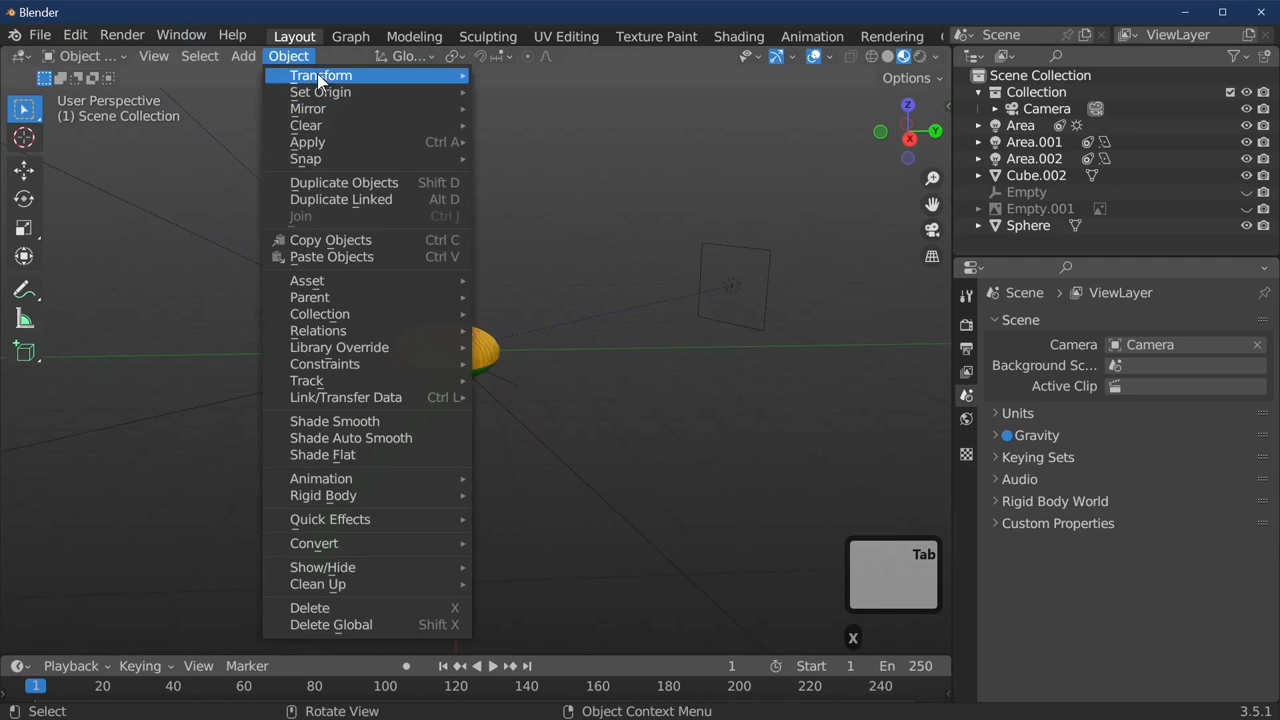 Blender
File Edit Render Window Help Layout Graph Modeling Sculpting UV Editing Texture Paint Shading Animation Rendering Scene ViewLayer
Object ... View Select Add Object Glo...
Options
User Perspective
(1) Scene Collection
Transform
Set Origin
Mirror
Clear
Apply Ctrl A
Snap
Duplicate Objects Shift D
Duplicate Linked Alt D
Join Ctrl J
Copy Objects Ctrl C
Paste Objects Ctrl V
Asset
Parent
Collection
Relations
Library Override
Constraints
Track
Link/Transfer Data Ctrl L
Shade Smooth
Shade Auto Smooth
Shade Flat
Animation
Rigid Body
Quick Effects
Convert
Show/Hide
Clean Up
Delete X
Delete Global Shift X
Z
Y
X
Tab
X
Scene Collection
Collection
Camera
Area
Area.001
Area.002
Cube.002
Empty
Empty.001
Sphere
Scene > ViewLayer
Scene
Camera Camera
Background Sc...
Active Clip
Units
Gravity
Keying Sets
Audio
Rigid Body World
Custom Properties
Playback Keying View Marker 1 Start 1 En 250
1 20 40 60 80 100 120 140 160 180 200 220 240
Select Rotate View Object Context Menu 3.5.1